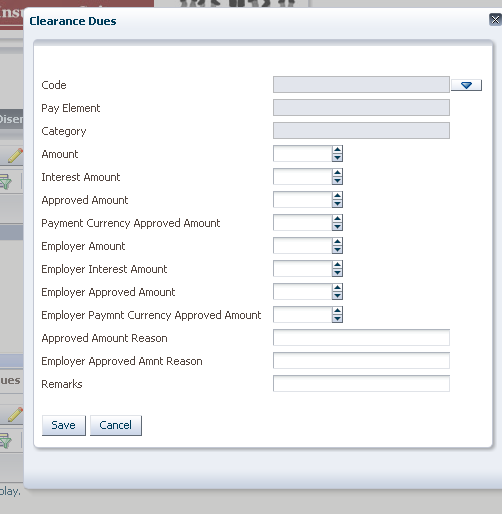 Clearance Dues
Code
Pay Element
Category
Amount
Interest Amount
Approved Amount
Payment Currency Approved Amount
Employer Amount
Employer Interest Amount
Employer Approved Amount
Employer Paymnt Currency Approved Amount
Approved Amount Reason
Employer Approved Amnt Reason
Remarks
Save Cancel
ues
play.